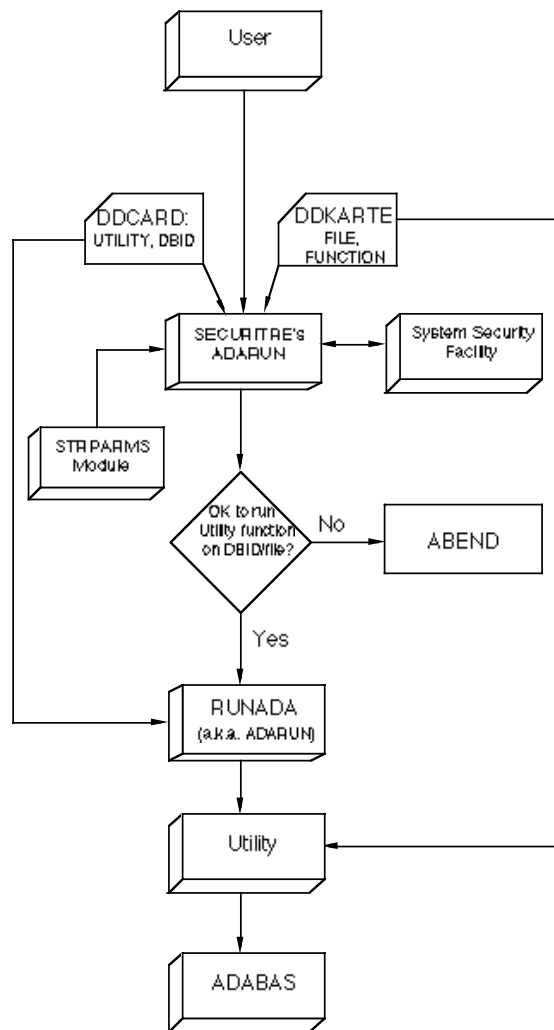 User
DDCARD:
UTILITY, DBID
DDKARTE
FILE,
FUNCTION
SECURITRE's
ADARUN
System Security
Facility
STRPARMS
Module
OK to run
Utility function
on DBID/file?
No
ABEND
Yes
RUNADA
(a.k.a. ADARUN)
Utility
ADABAS